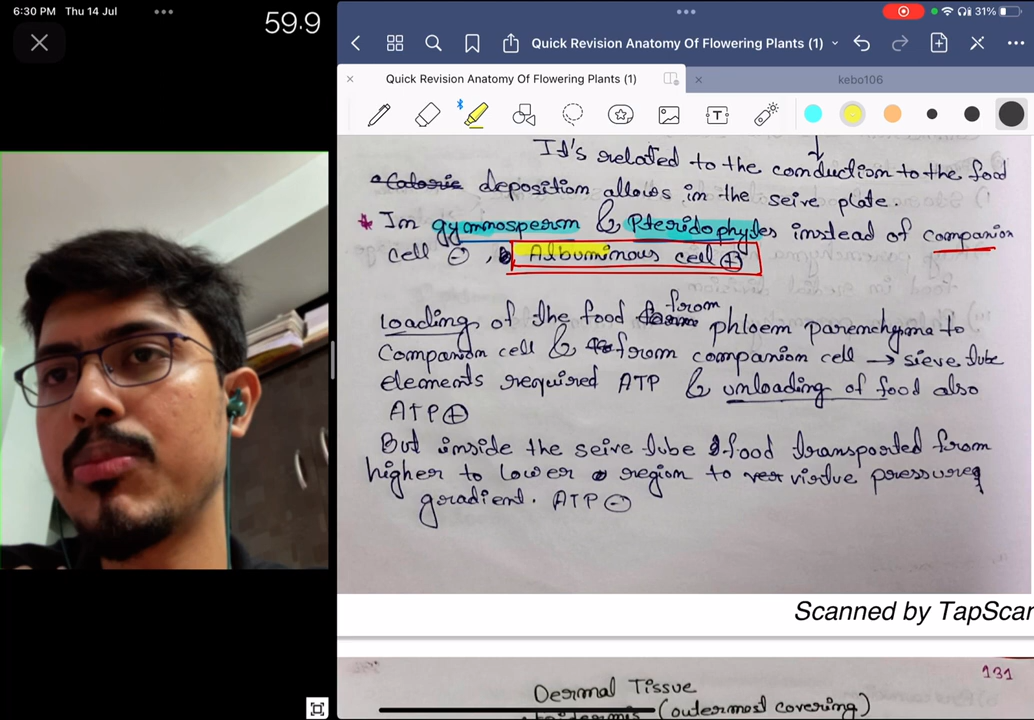 6:30 PM Thu 14 Jul
59.9
31%
Quick Revision Anatomy Of Flowering Plants (1)
Quick Revision Anatomy Of Flowering Plants (1)
kebo106
It's related to the conduction to the food
deposition allows in the seive plate.
* In gymnosperm & Pteridophytes instead of companion
cell ⊖, Albuminous cell ⊕
loading of the food from phloem parenchyma to
Companion cell & from companion cell → sieve tube
elements required ATP & unloading of food also
ATP ⊕
But inside the seive tube food transported from
higher to lower region to virtue pressure
gradient. ATP ⊖
Scanned by TapScan
131
Dermal Tissue
(outermost covering)